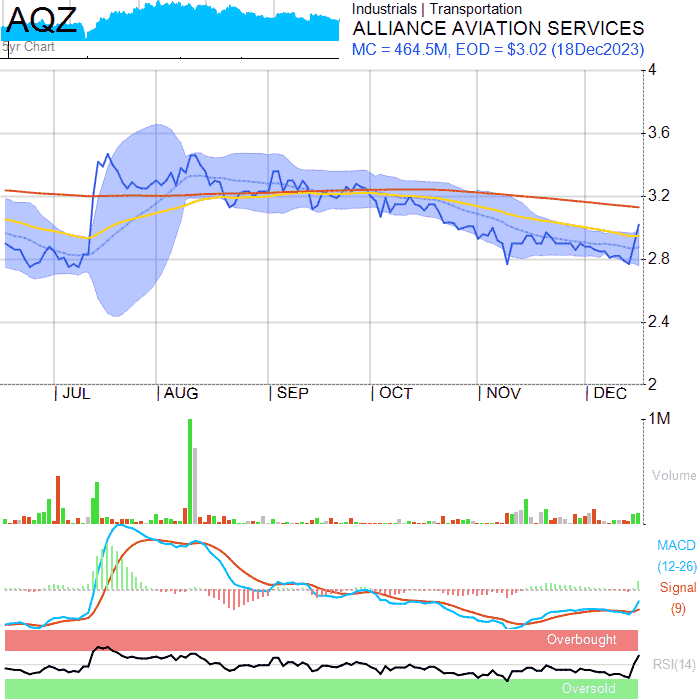 AQZ
5yr Chart
Industrials | Transportation
ALLIANCE AVIATION SERVICES
MC = 464.5M, EOD = $3.02 (18Dec2023)
4
3.6
3.2
2.8
2.4
2
| JUL | AUG | SEP | OCT | NOV | DEC
1M
Volume
MACD
(12-26)
Signal
(9)
Overbought
RSI(14)
Oversold